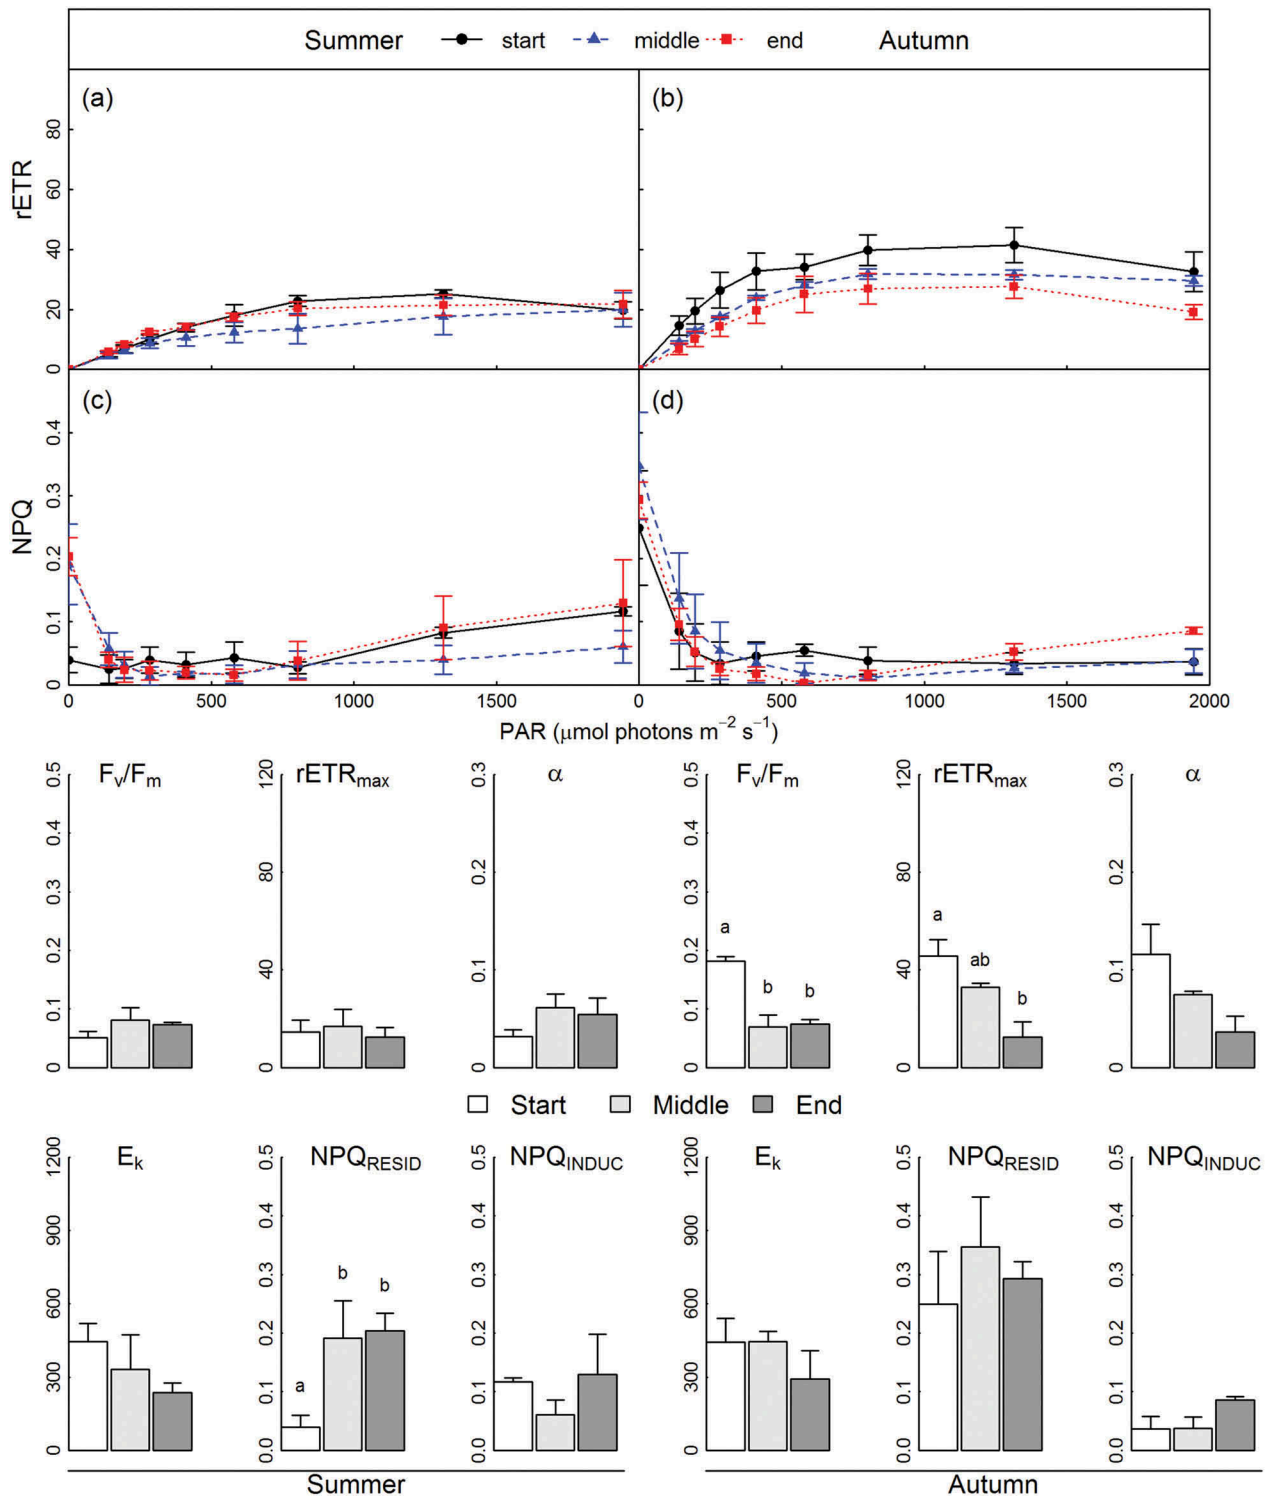 Summer start middle end Autumn
(a) (b)
rETR
0 20 40 60 80
(c) (d)
NPQ
0 0.1 0.2 0.3 0.4
0 500 1000 1500 0 500 1000 1500 2000
PAR (μmol photons m⁻² s⁻¹)
Fv/Fm rETRmax α Fv/Fm rETRmax α
0 0.1 0.2 0.3 0.4 0.5
0 40 80 120
0 0.1 0.2 0.3
0 0.1 0.2 0.3 0.4 0.5
a b b
0 40 80 120
a ab b
0 0.1 0.2 0.3
Start Middle End
Ek NPQRESID NPQINDUC Ek NPQRESID NPQINDUC
0 300 600 900 1200
0.0 0.1 0.2 0.3 0.4 0.5
a b b
0.0 0.1 0.2 0.3 0.4 0.5
0 300 600 900 1200
0.0 0.1 0.2 0.3 0.4 0.5
0.0 0.1 0.2 0.3 0.4 0.5
Summer Autumn